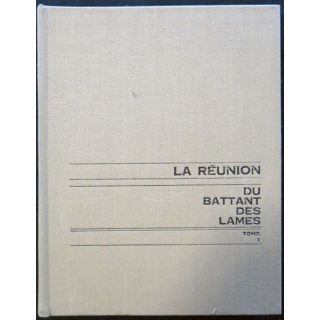 LA RÉUNION
DU
BATTANT
DES
LAMES
TOME
1